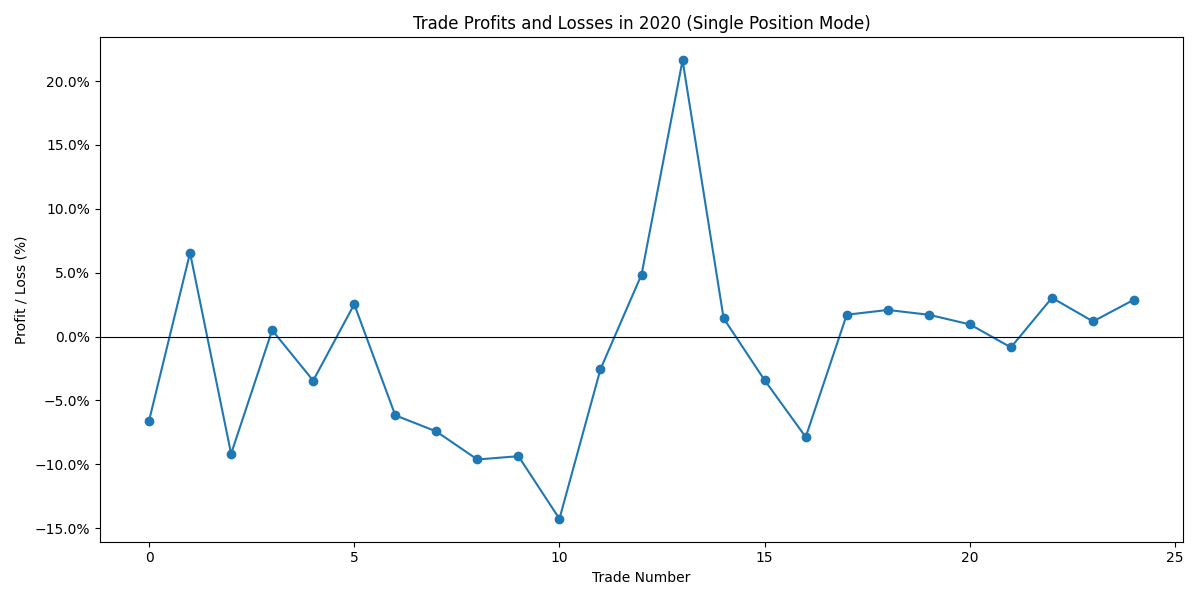 Trade Profits and Losses in 2020 (Single Position Mode)
Profit / Loss (%)
20.0%
15.0%
10.0%
5.0%
0.0%
−5.0%
−10.0%
−15.0%
0 5 10 15 20 25
Trade Number